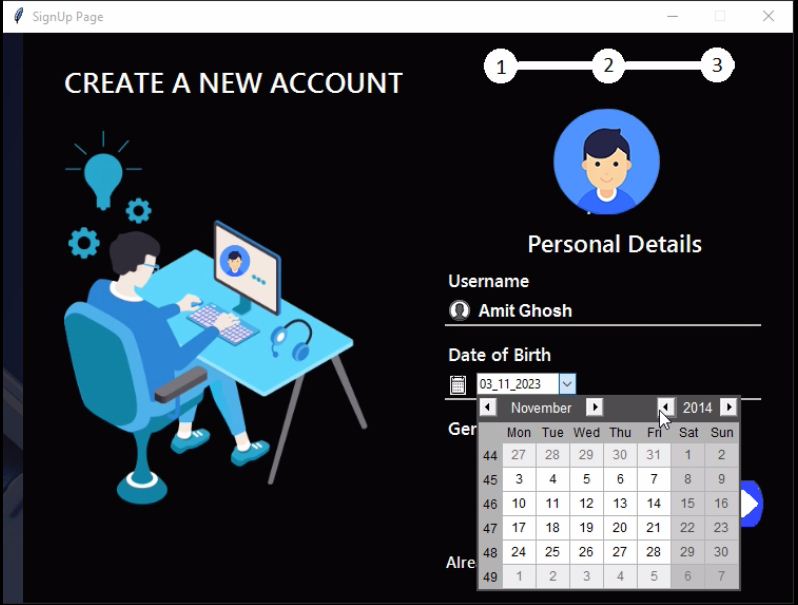 SignUp Page
CREATE A NEW ACCOUNT
1 2 3
Personal Details
Username
Amit Ghosh
Date of Birth
03_11_2023
November 2014
Ger
Mon Tue Wed Thu Fri Sat Sun
44 27 28 29 30 31 1 2
45 3 4 5 6 7 8 9
46 10 11 12 13 14 15 16
47 17 18 19 20 21 22 23
48 24 25 26 27 28 29 30
49 1 2 3 4 5 6 7
Alre